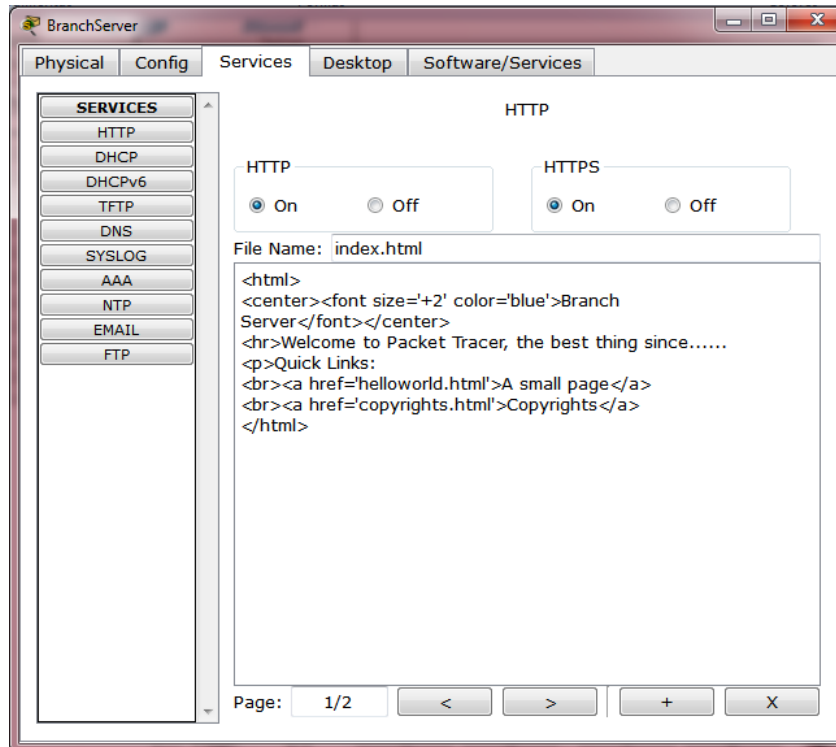 BranchServer
Physical Config Services Desktop Software/Services
SERVICES
HTTP
DHCP
DHCPv6
TFTP
DNS
SYSLOG
AAA
NTP
EMAIL
FTP
HTTP
HTTP
On Off
HTTPS
On Off
File Name: index.html
<html>
<center><font size='+2' color='blue'>Branch
Server</font></center>
<hr>Welcome to Packet Tracer, the best thing since......
<p>Quick Links:
<br><a href='helloworld.html'>A small page</a>
<br><a href='copyrights.html'>Copyrights</a>
</html>
Page: 1/2 < > + X